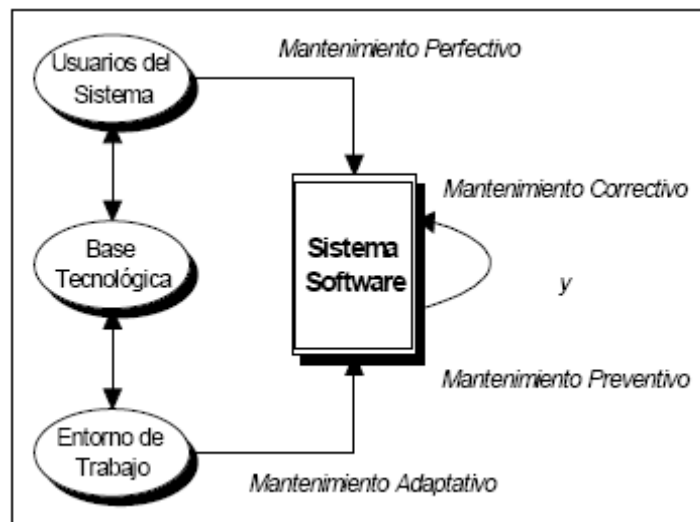 Usuarios del
Sistema
Mantenimiento Perfectivo
Mantenimiento Correctivo
Base
Tecnológica
Sistema
Software
y
Mantenimiento Preventivo
Entorno de
Trabajo
Mantenimiento Adaptativo